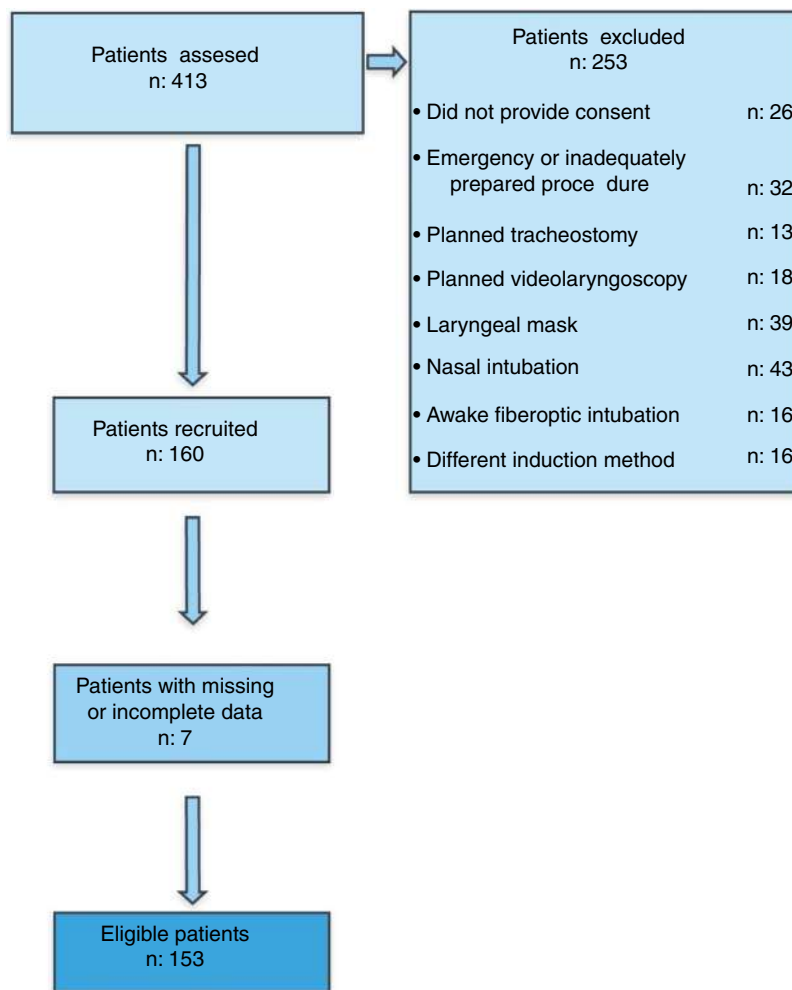 Patients assesed
n: 413
Patients excluded
n: 253
• Did not provide consent n: 26
• Emergency or inadequately
prepared proce dure n: 32
• Planned tracheostomy n: 13
• Planned videolaryngoscopy n: 18
• Laryngeal mask n: 39
• Nasal intubation n: 43
• Awake fiberoptic intubation n: 16
• Different induction method n: 16
Patients recruited
n: 160
Patients with missing
or incomplete data
n: 7
Eligible patients
n: 153